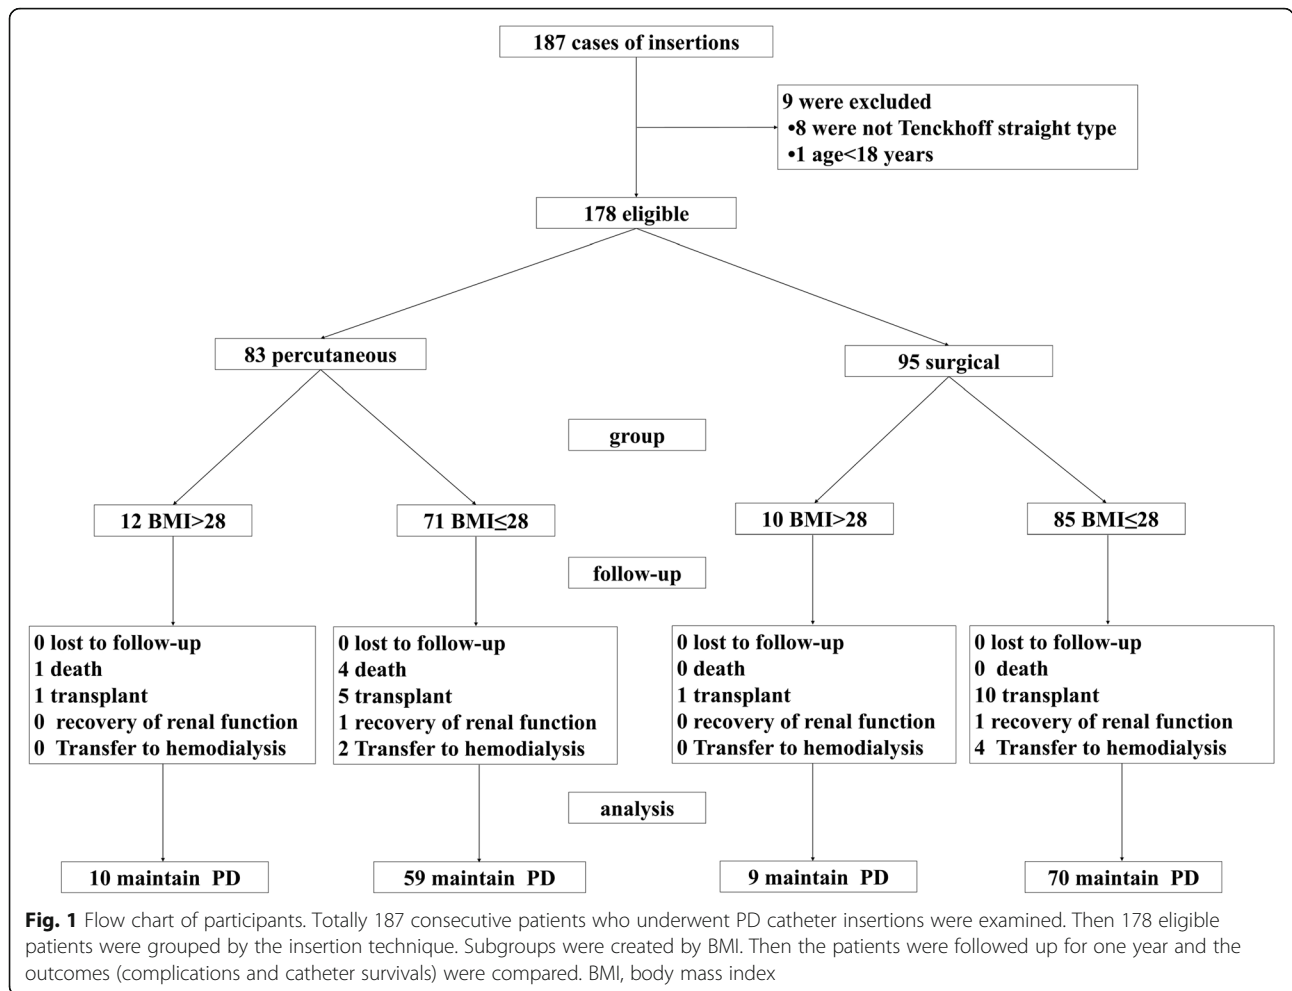 187 cases of insertions
9 were excluded
•8 were not Tenckhoff straight type
•1 age<18 years
178 eligible
83 percutaneous
95 surgical
group
12 BMI>28
71 BMI≤28
10 BMI>28
85 BMI≤28
follow-up
0 lost to follow-up
1 death
1 transplant
0 recovery of renal function
0 Transfer to hemodialysis
0 lost to follow-up
4 death
5 transplant
1 recovery of renal function
2 Transfer to hemodialysis
0 lost to follow-up
0 death
1 transplant
0 recovery of renal function
0 Transfer to hemodialysis
0 lost to follow-up
0 death
10 transplant
1 recovery of renal function
4 Transfer to hemodialysis
analysis
10 maintain PD
59 maintain PD
9 maintain PD
70 maintain PD
Fig. 1 Flow chart of participants. Totally 187 consecutive patients who underwent PD catheter insertions were examined. Then 178 eligible
patients were grouped by the insertion technique. Subgroups were created by BMI. Then the patients were followed up for one year and the
outcomes (complications and catheter survivals) were compared. BMI, body mass index